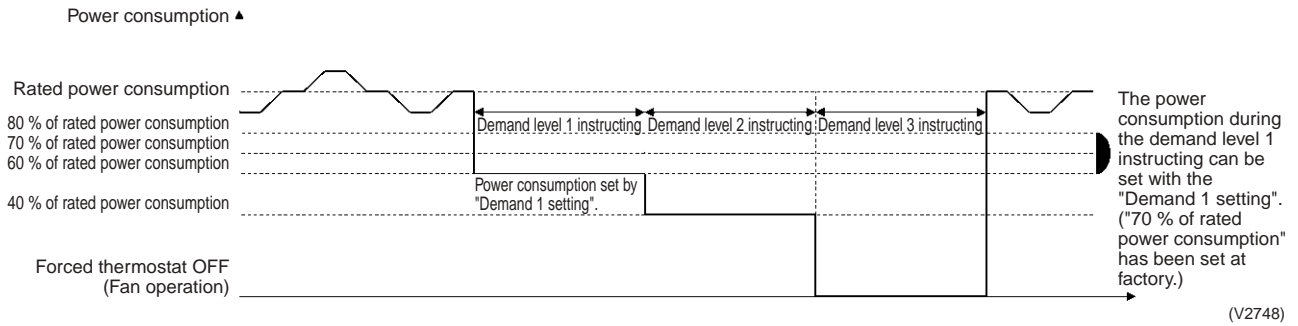 Power consumption
Rated power consumption
80 % of rated power consumption
70 % of rated power consumption
60 % of rated power consumption
40 % of rated power consumption
Forced thermostat OFF
(Fan operation)
Demand level 1 instructing
Demand level 2 instructing
Demand level 3 instructing
Power consumption set by
"Demand 1 setting".
The power
consumption during
the demand level 1
instructing can be
set with the
"Demand 1 setting".
("70 % of rated
power consumption"
has been set at
factory.)
(V2748)